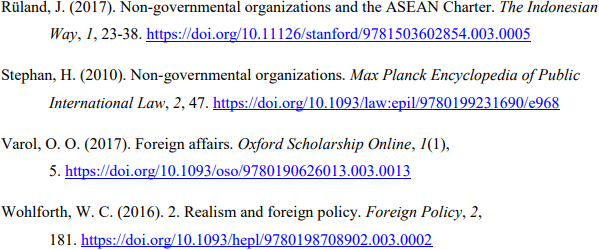 Rüland, J. (2017). Non-governmental organizations and the ASEAN Charter. The Indonesian
Way, 1, 23-38. https://doi.org/10.11126/stanford/9781503602854.003.0005
Stephan, H. (2010). Non-governmental organizations. Max Planck Encyclopedia of Public
International Law, 2, 47. https://doi.org/10.1093/law:epil/9780199231690/e968
Varol, O. O. (2017). Foreign affairs. Oxford Scholarship Online, 1(1),
5. https://doi.org/10.1093/oso/9780190626013.003.0013
Wohlforth, W. C. (2016). 2. Realism and foreign policy. Foreign Policy, 2,
181. https://doi.org/10.1093/hepl/9780198708902.003.0002